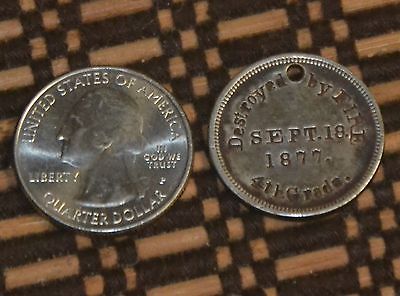 UNITED STATES OF AMERICA
LIBERTY
IN
GOD WE
TRUST
P
QUARTER DOLLAR
Destroyed by FIRE
SEPT.18,
1877.
4th Grade.